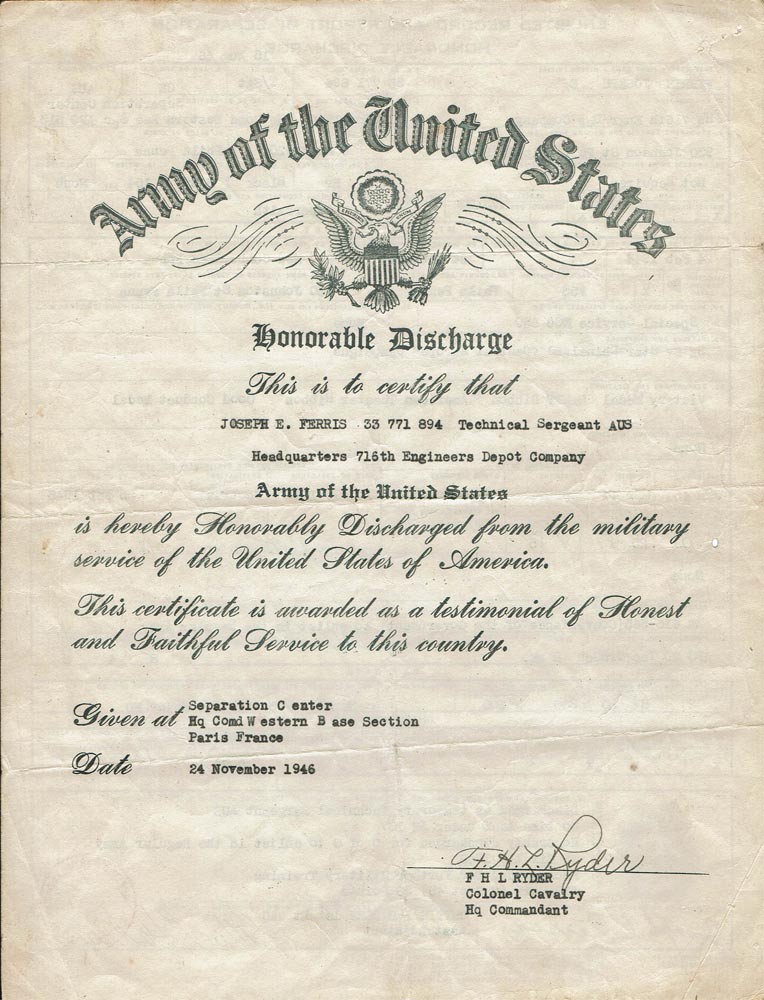 Army of the United States
Honorable Discharge
This is to certify that
JOSEPH E. FERRIS 33 771 894 Technical Sergeant AUS
Headquarters 716th Engineers Depot Company
Army of the United States
is hereby Honorably Discharged from the military
service of the United States of America.
This certificate is awarded as a testimonial of Honest
and Faithful Service to this country.
Given at Separation C enter
Hq Comd W estern B ase Section
Paris France
Date 24 November 1946
F.H.L. Ryder
F H L RYDER
Colonel Cavalry
Hq Commandant